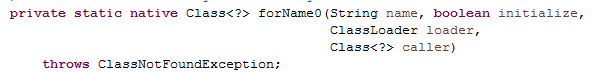 private static native Class<?> forName0(String name, boolean initialize,
ClassLoader loader,
Class<?> caller)
throws ClassNotFoundException;